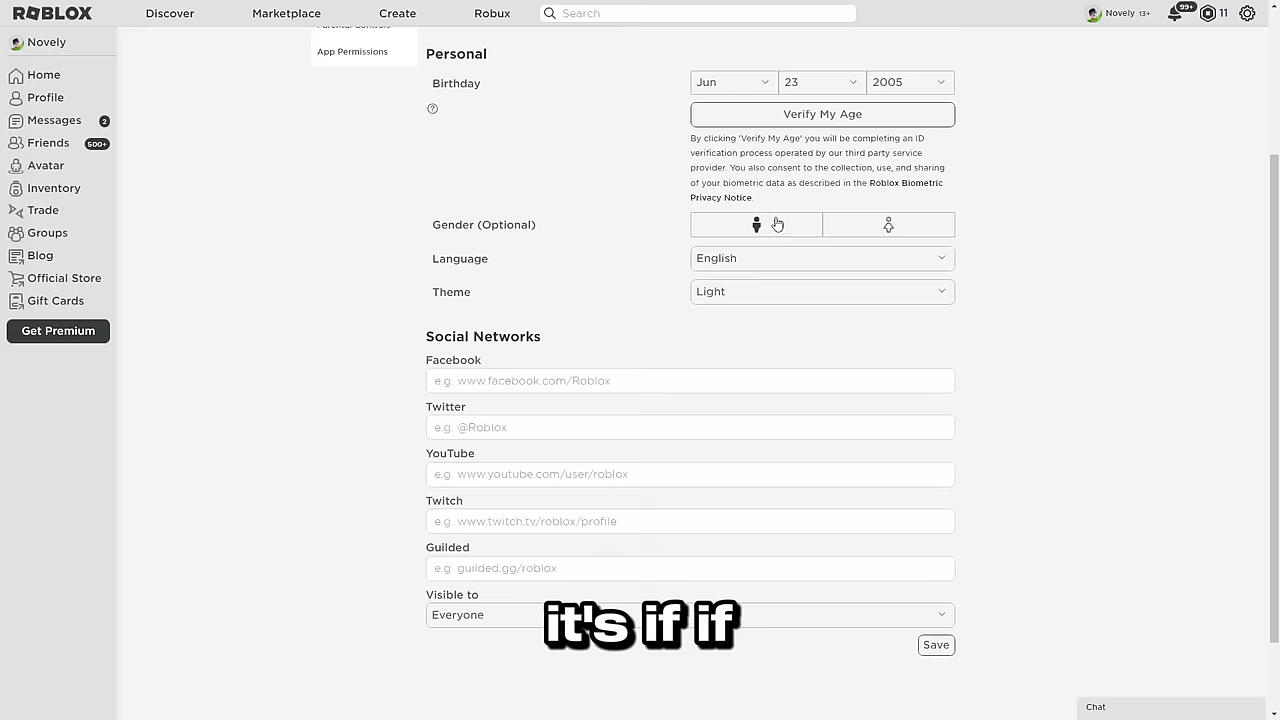 ROBLOX
Discover
Marketplace
Create
Robux
Search
Novely 13+
99+
11
Novely
Home
Profile
Messages 2
Friends 500+
Avatar
Inventory
Trade
Groups
Blog
Official Store
Gift Cards
Get Premium
App Permissions
Personal
Birthday
Jun
23
2005
Verify My Age
By clicking 'Verify My Age' you will be completing an ID
verification process operated by our third party service
provider. You also consent to the collection, use, and sharing
of your biometric data as described in the Roblox Biometric
Privacy Notice.
Gender (Optional)
Language
English
Theme
Light
Social Networks
Facebook
e.g. www.facebook.com/Roblox
Twitter
e.g. @Roblox
YouTube
e.g. www.youtube.com/user/roblox
Twitch
e.g. www.twitch.tv/roblox/profile
Guilded
e.g. guilded.gg/roblox
Visible to
Everyone
it's if if
Save
Chat